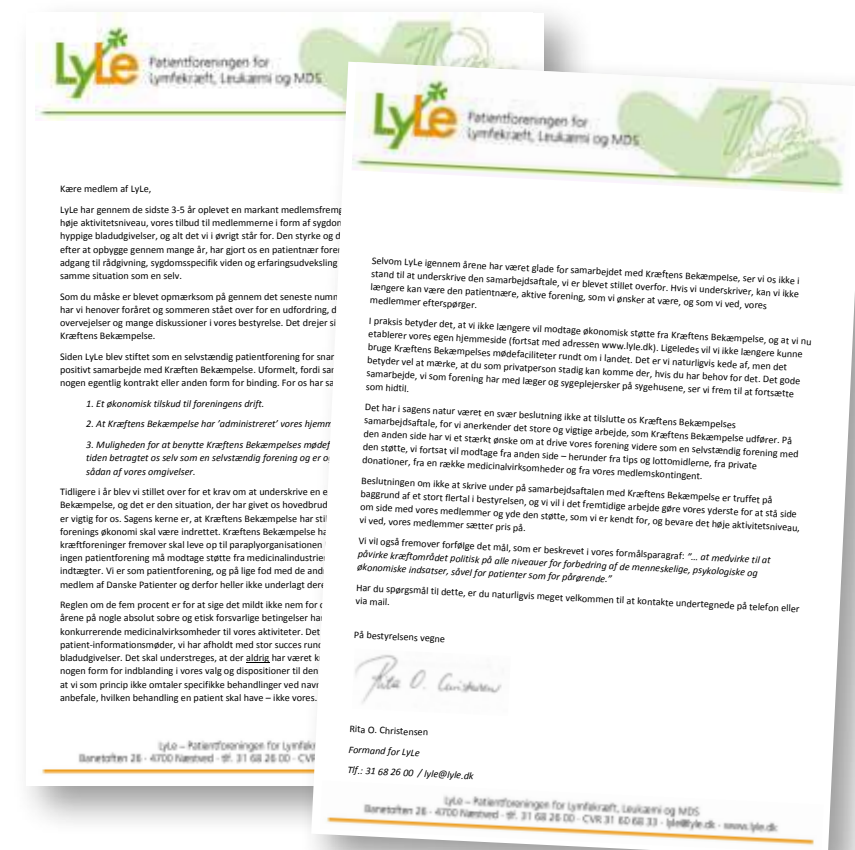 LyLe
Patientforeningen for
Lymfekræft, Leukæmi og MDS
Kære medlem af LyLe,
LyLe har gennem de sidste 3-5 år oplevet en markant medlemsfremg
høje aktivitetsniveau, vores tilbud til medlemmerne i form af sygdom
hyppige bladudgivelser, og alt det vi i øvrigt står for. Den styrke og d
efter at opbygge gennem mange år, har gjort os en patientnær fore
adgang til rådgivning, sygdomsspecifik viden og erfaringsudveksling
samme situation som en selv.
Som du måske er blevet opmærksom på gennem det seneste numm
har vi henover foråret og sommeren stået over for en udfordring, d
overvejelser og mange diskussioner i vores bestyrelse. Det drejer si
Kræftens Bekæmpelse.
Siden LyLe blev stiftet som en selvstændig patientforening for snar
positivt samarbejde med Kræften Bekæmpelse. Uformelt, fordi sam
nogen egentlig kontrakt eller anden form for binding. For os har sa
1. Et økonomisk tilskud til foreningens drift.
2. At Kræftens Bekæmpelse har 'administreret' vores hjemm
3. Muligheden for at benytte Kræftens Bekæmpelses mødef
tiden betragtet os selv som en selvstændig forening og er o
sådan af vores omgivelser.
Tidligere i år blev vi stillet over for et krav om at underskrive en e
Bekæmpelse, og det er den situation, der har givet os hovedbrud
er vigtig for os. Sagens kerne er, at Kræftens Bekæmpelse har stil
forenings økonomi skal være indrettet. Kræftens Bekæmpelse ha
kræftforeninger fremover skal leve op til paraplyorganisationen
ingen patientforening må modtage støtte fra medicinalindustrien
indtægter. Vi er som patientforening, og på lige fod med de andr
medlem af Danske Patienter og derfor heller ikke underlagt dere
Reglen om de fem procent er for at sige det mildt ikke nem for o
årene på nogle absolut sobre og etisk forsvarlige betingelser ha
konkurrerende medicinalvirksomheder til vores aktiviteter. Det
patient-informationsmøder, vi har afholdt med stor succes rund
bladudgivelser. Det skal understreges, at der aldrig har været k
nogen form for indblanding i vores valg og dispositioner til den
at vi som princip ikke omtaler specifikke behandlinger ved navn
anbefale, hvilken behandling en patient skal have – ikke vores.
LyLe – Patientforeningen for Lymfekr
Banetoften 26 - 4700 Næstved - tlf. 31 68 26 00 - CVR
LyLe
Patientforeningen for
Lymfekræft, Leukæmi og MDS
Selvom LyLe igennem årene har været glade for samarbejdet med Kræftens Bekæmpelse, ser vi os ikke i
stand til at underskrive den samarbejdsaftale, vi er blevet stillet overfor. Hvis vi underskriver, kan vi ikke
længere kan være den patientnære, aktive forening, som vi ønsker at være, og som vi ved, vores
medlemmer efterspørger.
I praksis betyder det, at vi ikke længere vil modtage økonomisk støtte fra Kræftens Bekæmpelse, og at vi nu
etablerer vores egen hjemmeside (fortsat med adressen www.lyle.dk). Ligeledes vil vi ikke længere kunne
bruge Kræftens Bekæmpelses mødefaciliteter rundt om i landet. Det er vi naturligvis kede af, men det
betyder vel at mærke, at du som privatperson stadig kan komme der, hvis du har behov for det. Det gode
samarbejde, vi som forening har med læger og sygeplejersker på sygehusene, ser vi frem til at fortsætte
som hidtil.
Det har i sagens natur været en svær beslutning ikke at tilslutte os Kræftens Bekæmpelses
samarbejdsaftale, for vi anerkender det store og vigtige arbejde, som Kræftens Bekæmpelse udfører. På
den anden side har vi et stærkt ønske om at drive vores forening videre som en selvstændig forening med
den støtte, vi fortsat vil modtage fra anden side – herunder fra tips og lottomidlerne, fra private
donationer, fra en række medicinalvirksomheder og fra vores medlemskontingent.
Beslutningen om ikke at skrive under på samarbejdsaftalen med Kræftens Bekæmpelse er truffet på
baggrund af et stort flertal i bestyrelsen, og vi vil i det fremtidige arbejde gøre vores yderste for at stå side
om side med vores medlemmer og yde den støtte, som vi er kendt for, og bevare det høje aktivitetsniveau,
vi ved, vores medlemmer sætter pris på.
Vi vil også fremover forfølge det mål, som er beskrevet i vores formålsparagraf: "... at medvirke til at
påvirke kræftområdet politisk på alle niveauer for forbedring af de menneskelige, psykologiske og
økonomiske indsatser, såvel for patienter som for pårørende."
Har du spørgsmål til dette, er du naturligvis meget velkommen til at kontakte undertegnede på telefon eller
via mail.
På bestyrelsens vegne
Rita O. Christensen
Rita O. Christensen
Formand for LyLe
Tlf.: 31 68 26 00 / lyle@lyle.dk
LyLe – Patientforeningen for Lymfekræft, Leukæmi og MDS
Banetoften 26 - 4700 Næstved - tlf. 31 68 26 00 - CVR 31 60 68 33 - lyle@lyle.dk - www.lyle.dk